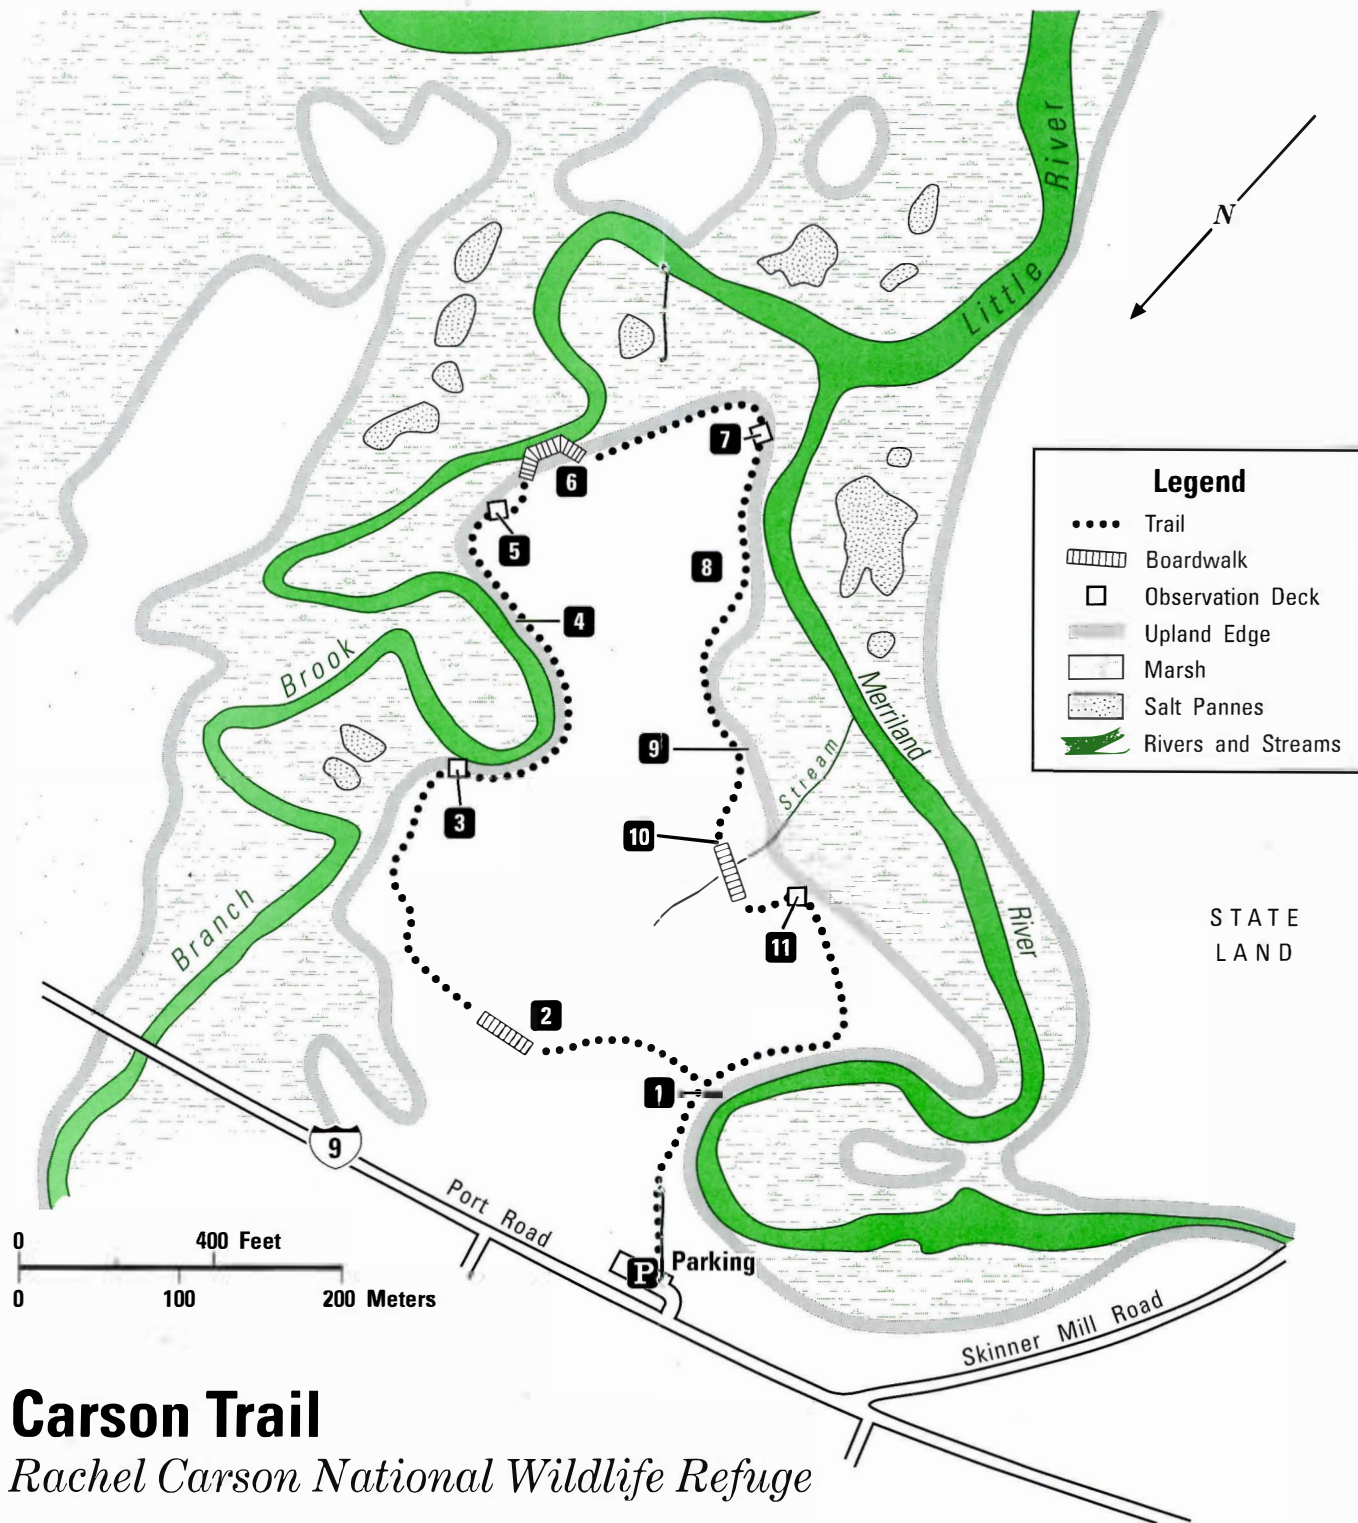 River
N
Little
7
6
5
8
4
Brook
Merriland
9
Stream
3
10
Branch
River
11
2
1
9
Port Road
P
Parking
Skinner Mill Road
STATE
LAND
Legend
Trail
Boardwalk
Observation Deck
Upland Edge
Marsh
Salt Pannes
Rivers and Streams
0 400 Feet
0 100 200 Meters
Carson Trail
Rachel Carson National Wildlife Refuge